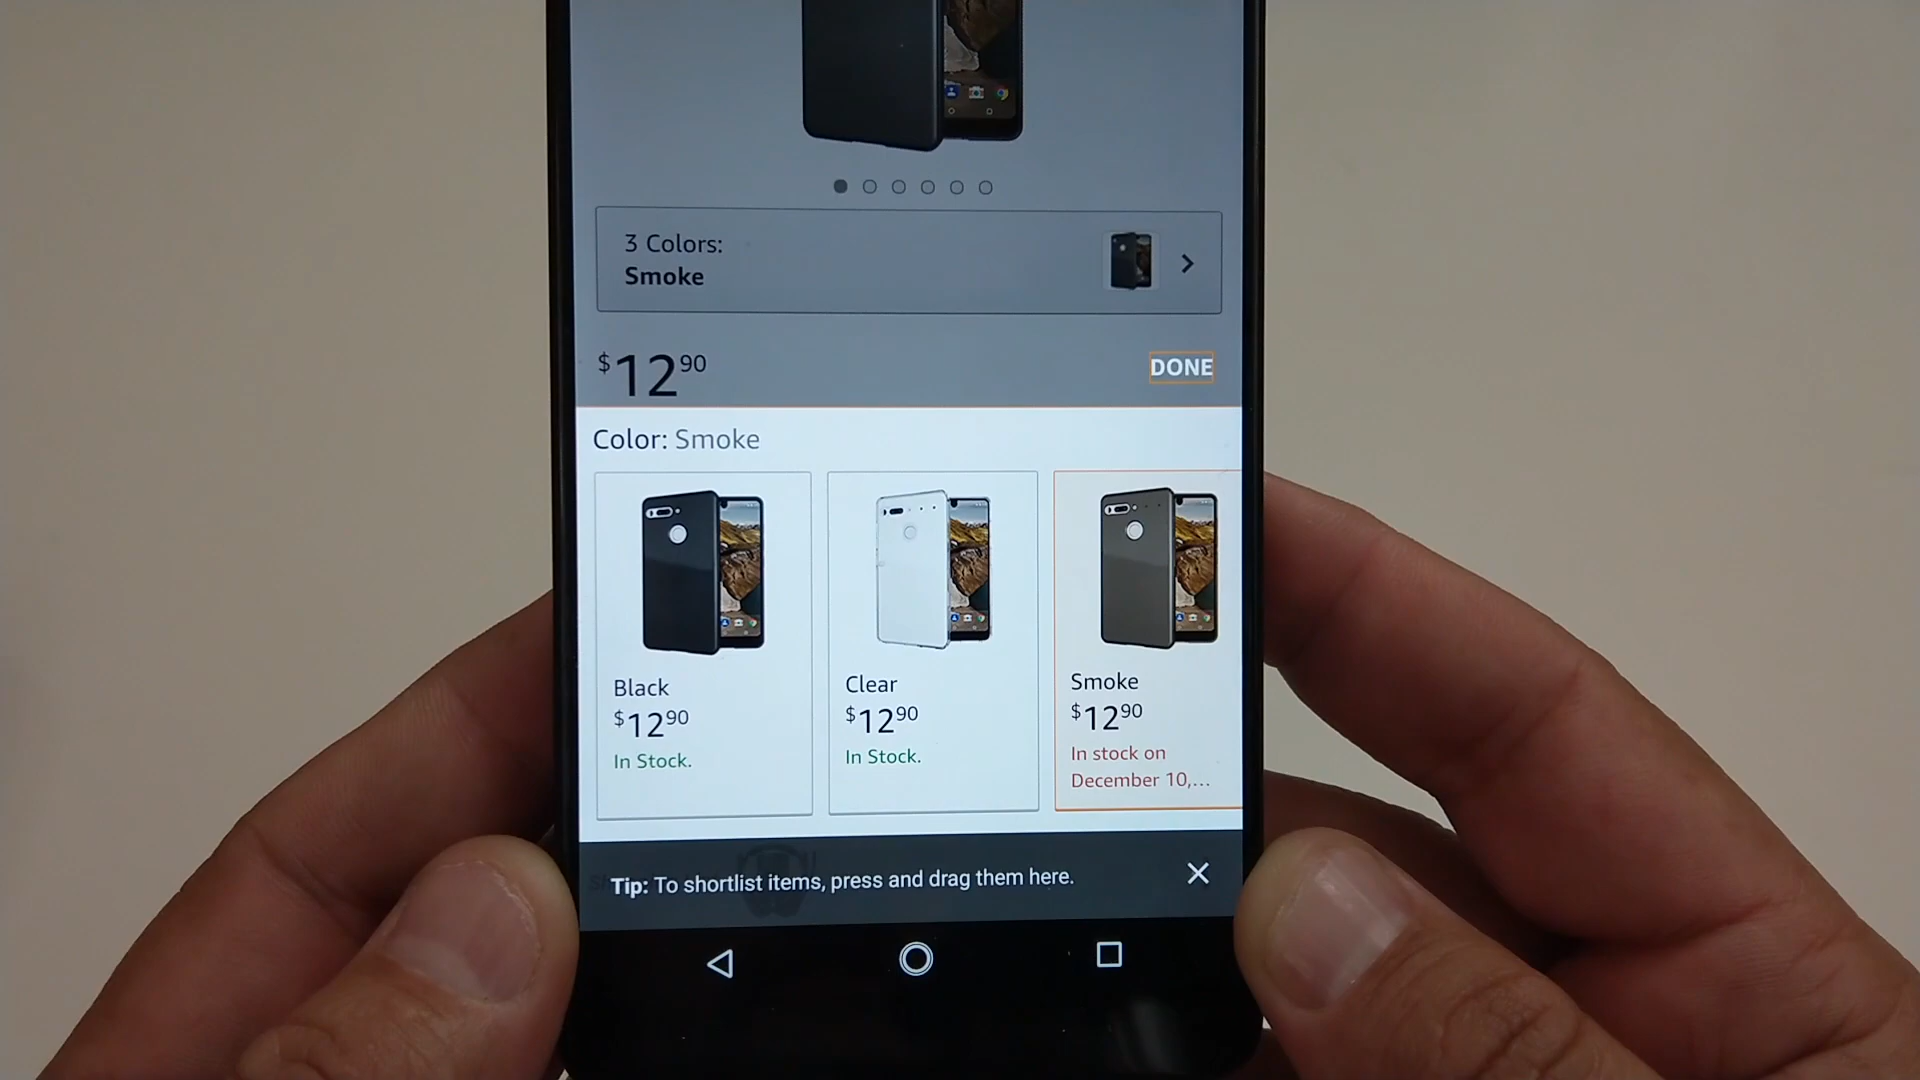 3 Colors:
Smoke
$12 90
DONE
Color: Smoke
Black
$12 90
In Stock.
Clear
$12 90
In Stock.
Smoke
$12 90
In stock on
December 10,...
Tip: To shortlist items, press and drag them here.